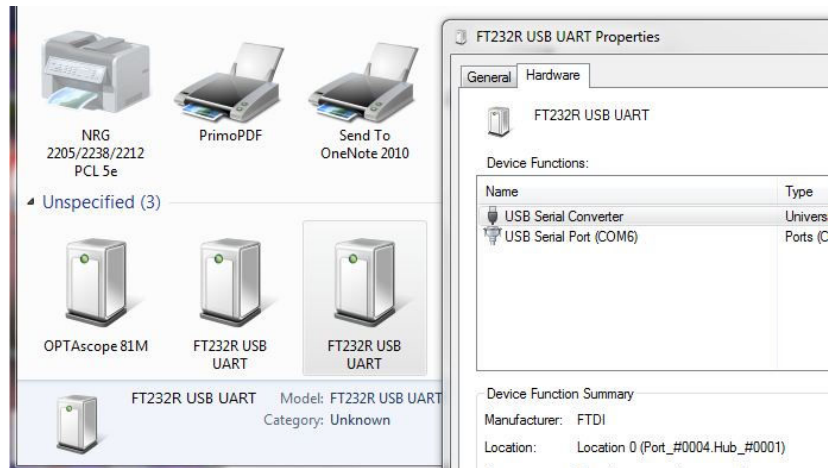 NRG
2205/2238/2212
PCL 5e
PrimoPDF
Send To
OneNote 2010
Unspecified (3)
OPTAscope 81M
FT232R USB
UART
FT232R USB
UART
FT232R USB UART
Model: FT232R USB UART
Category: Unknown
FT232R USB UART Properties
General
Hardware
FT232R USB UART
Device Functions:
Name
Type
USB Serial Converter
Univers
USB Serial Port (COM6)
Ports (C
Device Function Summary
Manufacturer: FTDI
Location: Location 0 (Port_#0004.Hub_#0001)